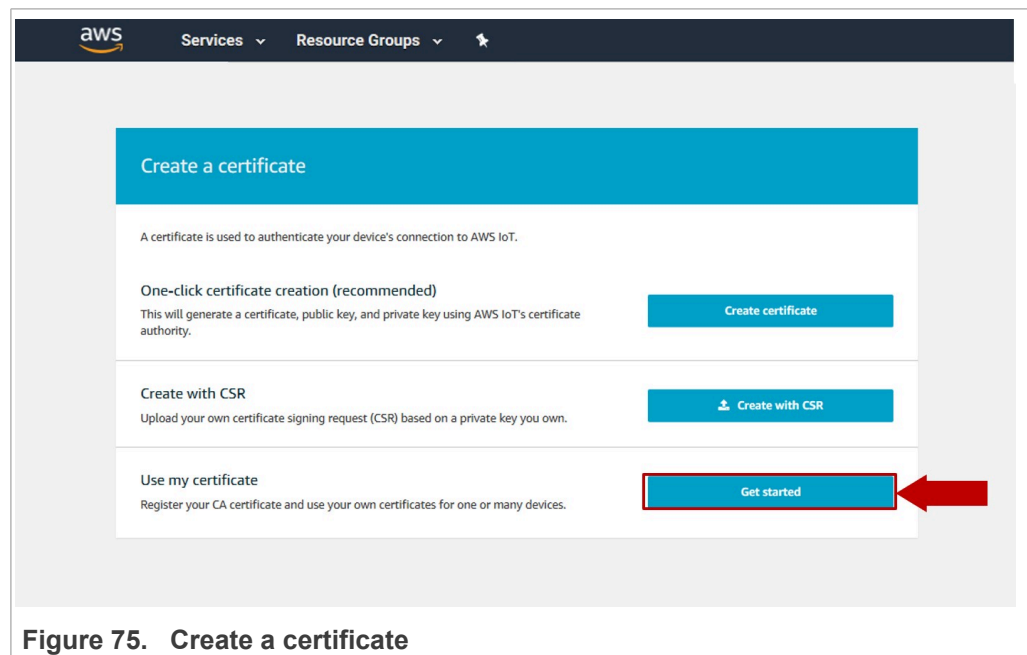 aws Services Resource Groups
Create a certificate
A certificate is used to authenticate your device's connection to AWS IoT.
One-click certificate creation (recommended)
This will generate a certificate, public key, and private key using AWS IoT's certificate
authority.
Create certificate
Create with CSR
Upload your own certificate signing request (CSR) based on a private key you own.
Create with CSR
Use my certificate
Register your CA certificate and use your own certificates for one or many devices.
Get started
Figure 75. Create a certificate